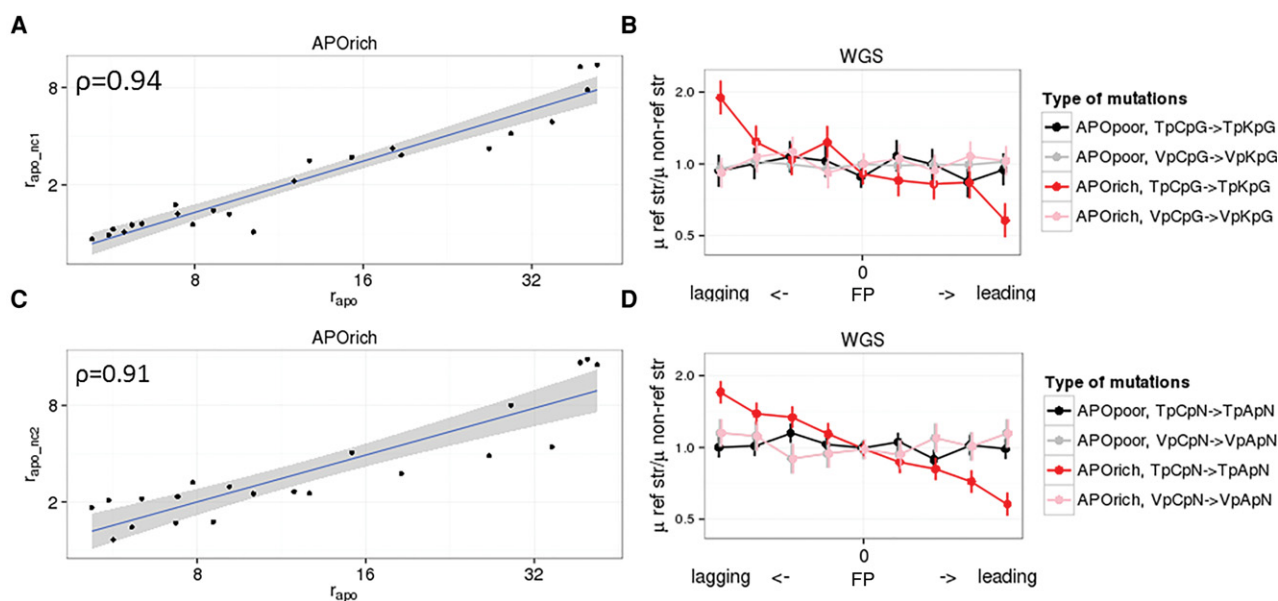 A
APOrich
ρ=0.94
8
2
r_apo_nc1
8 16 32
r_apo
B
WGS
2.0
1.0
0.5
μ ref str/μ non-ref str
0
lagging <- FP -> leading
Type of mutations
APOpoor, TpCpG->TpKpG
APOpoor, VpCpG->VpKpG
APOrich, TpCpG->TpKpG
APOrich, VpCpG->VpKpG
C
APOrich
ρ=0.91
8
2
r_apo_nc2
8 16 32
r_apo
D
WGS
2.0
1.0
0.5
μ ref str/μ non-ref str
0
lagging <- FP -> leading
Type of mutations
APOpoor, TpCpN->TpApN
APOpoor, VpCpN->VpApN
APOrich, TpCpN->TpApN
APOrich, VpCpN->VpApN